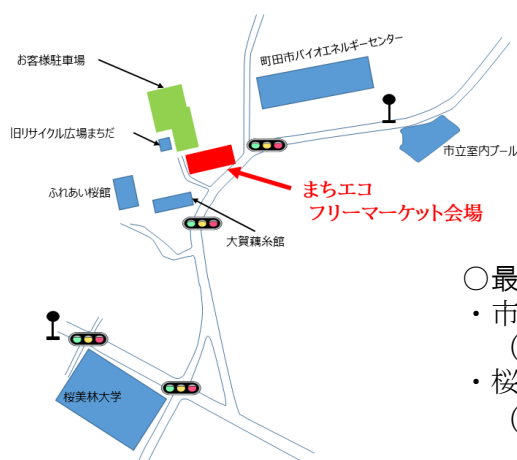 お客様駐車場
町田市バイオエネルギーセンター
旧リサイクル広場まちだ
市立室内プール
ふれあい桜館
まちエコ
フリーマーケット会場
大賀藕糸館
○最
・市
（
・桜
（
桜美林大学